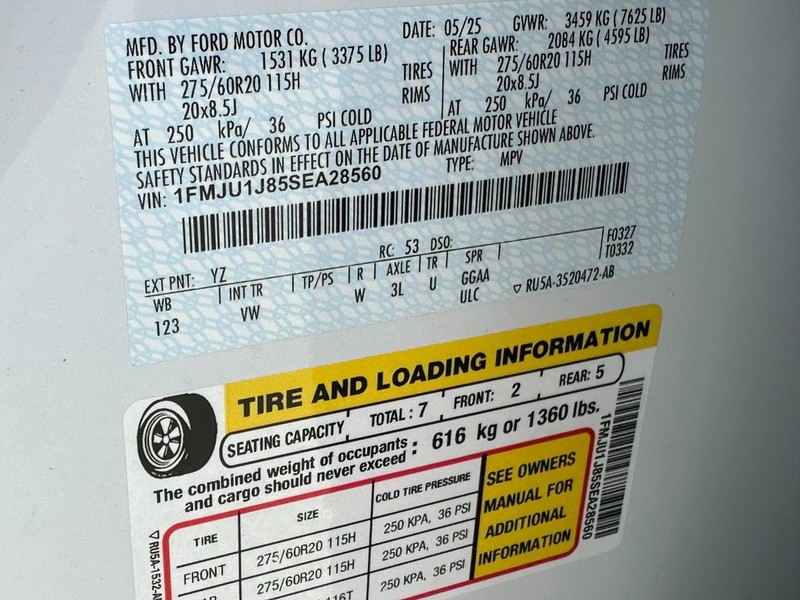 MFD. BY FORD MOTOR CO. DATE: 05/25 GVWR: 3459 KG ( 7625 LB)
FRONT GAWR: 1531 KG ( 3375 LB) REAR GAWR: 2084 KG ( 4595 LB)
WITH 275/60R20 115H TIRES WITH 275/60R20 115H TIRES
20x8.5J RIMS 20x8.5J RIMS
AT 250 kPa/ 36 PSI COLD AT 250 kPa/ 36 PSI COLD
THIS VEHICLE CONFORMS TO ALL APPLICABLE FEDERAL MOTOR VEHICLE
SAFETY STANDARDS IN EFFECT ON THE DATE OF MANUFACTURE SHOWN ABOVE.
VIN: 1FMJU1J85SEA28560 TYPE: MPV
F0327
T0332
EXT PNT: YZ RC: 53 DSO:
WB INT TR TP/PS R AXLE TR SPR
123 VW W 3L U GGAA
ULC ▽ RU5A-3520472-AB
TIRE AND LOADING INFORMATION
SEATING CAPACITY TOTAL : 7 FRONT: 2 REAR: 5
The combined weight of occupants
and cargo should never exceed : 616 kg or 1360 lbs.
TIRE SIZE COLD TIRE PRESSURE
FRONT 275/60R20 115H 250 KPA, 36 PSI
275/60R20 115H 250 KPA, 36 PSI
250 KPA, 36 PSI
SEE OWNERS
MANUAL FOR
ADDITIONAL
INFORMATION
1FMJU1J85SEA28560